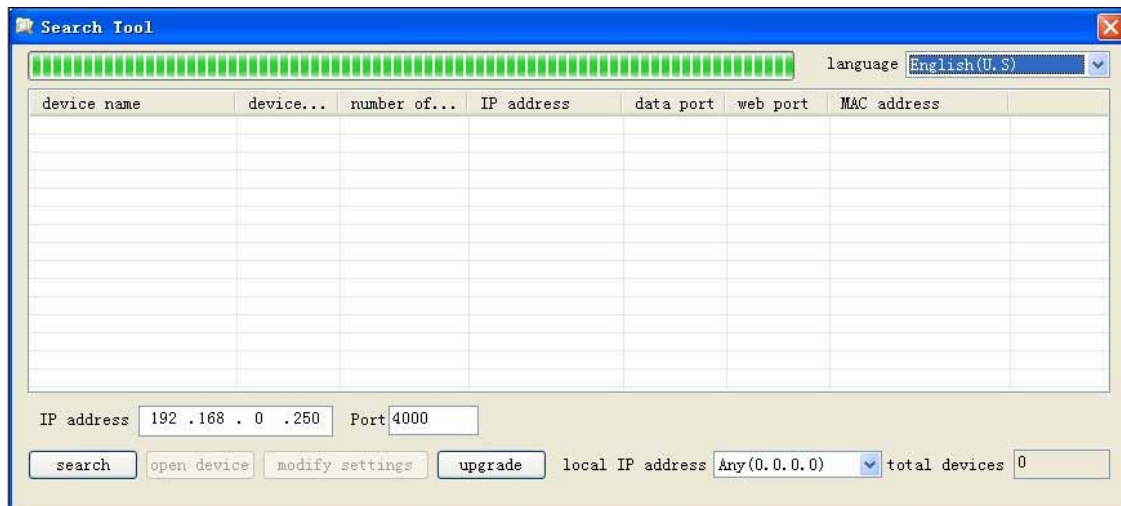 Search Tool
language English(U.S)
device name device... number of... IP address data port web port MAC address
IP address 192 .168 . 0 .250 Port 4000
search open device modify settings upgrade local IP address Any(0.0.0.0) total devices 0